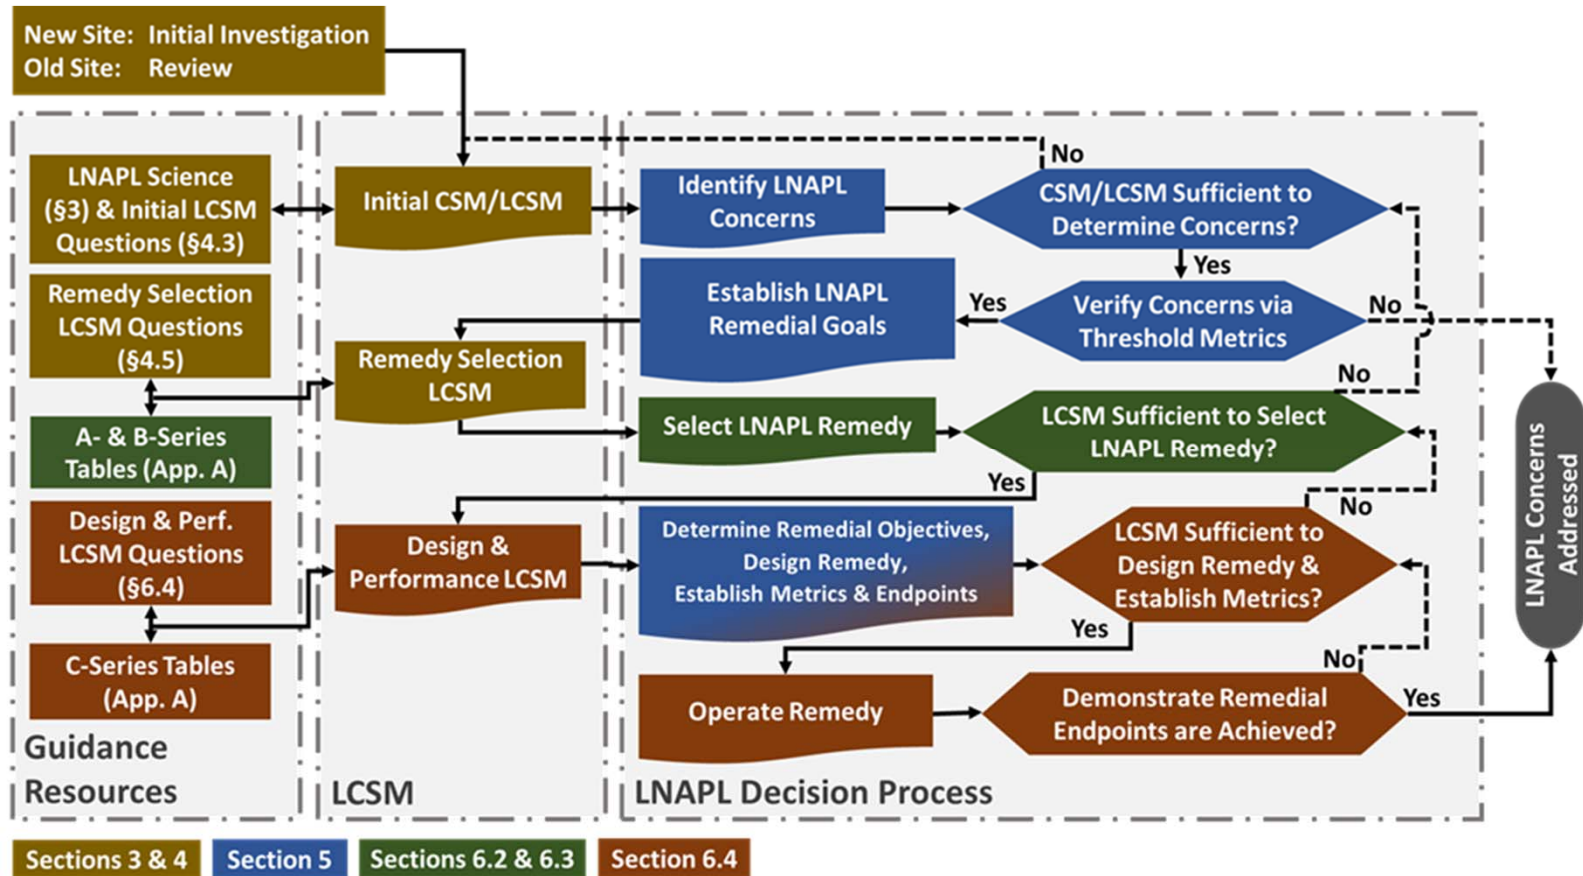 New Site: Initial Investigation
Old Site: Review
LNAPL Science
(§3) & Initial LCSM
Questions (§4.3)
Remedy Selection
LCSM Questions
(§4.5)
A- & B-Series
Tables (App. A)
Design & Perf.
LCSM Questions
(§6.4)
C-Series Tables
(App. A)
Guidance
Resources
Initial CSM/LCSM
Remedy Selection
LCSM
Design &
Performance LCSM
LCSM
Identify LNAPL
Concerns
No
CSM/LCSM Sufficient to
Determine Concerns?
Yes
Establish LNAPL
Remedial Goals
Yes
Verify Concerns via
Threshold Metrics
No
No
Select LNAPL Remedy
LCSM Sufficient to Select
LNAPL Remedy?
Yes
No
Determine Remedial Objectives,
Design Remedy,
Establish Metrics & Endpoints
LCSM Sufficient to
Design Remedy &
Establish Metrics?
Yes
No
Operate Remedy
Demonstrate Remedial
Endpoints are Achieved?
Yes
LNAPL Decision Process
LNAPL Concerns
Addressed
Sections 3 & 4
Section 5
Sections 6.2 & 6.3
Section 6.4